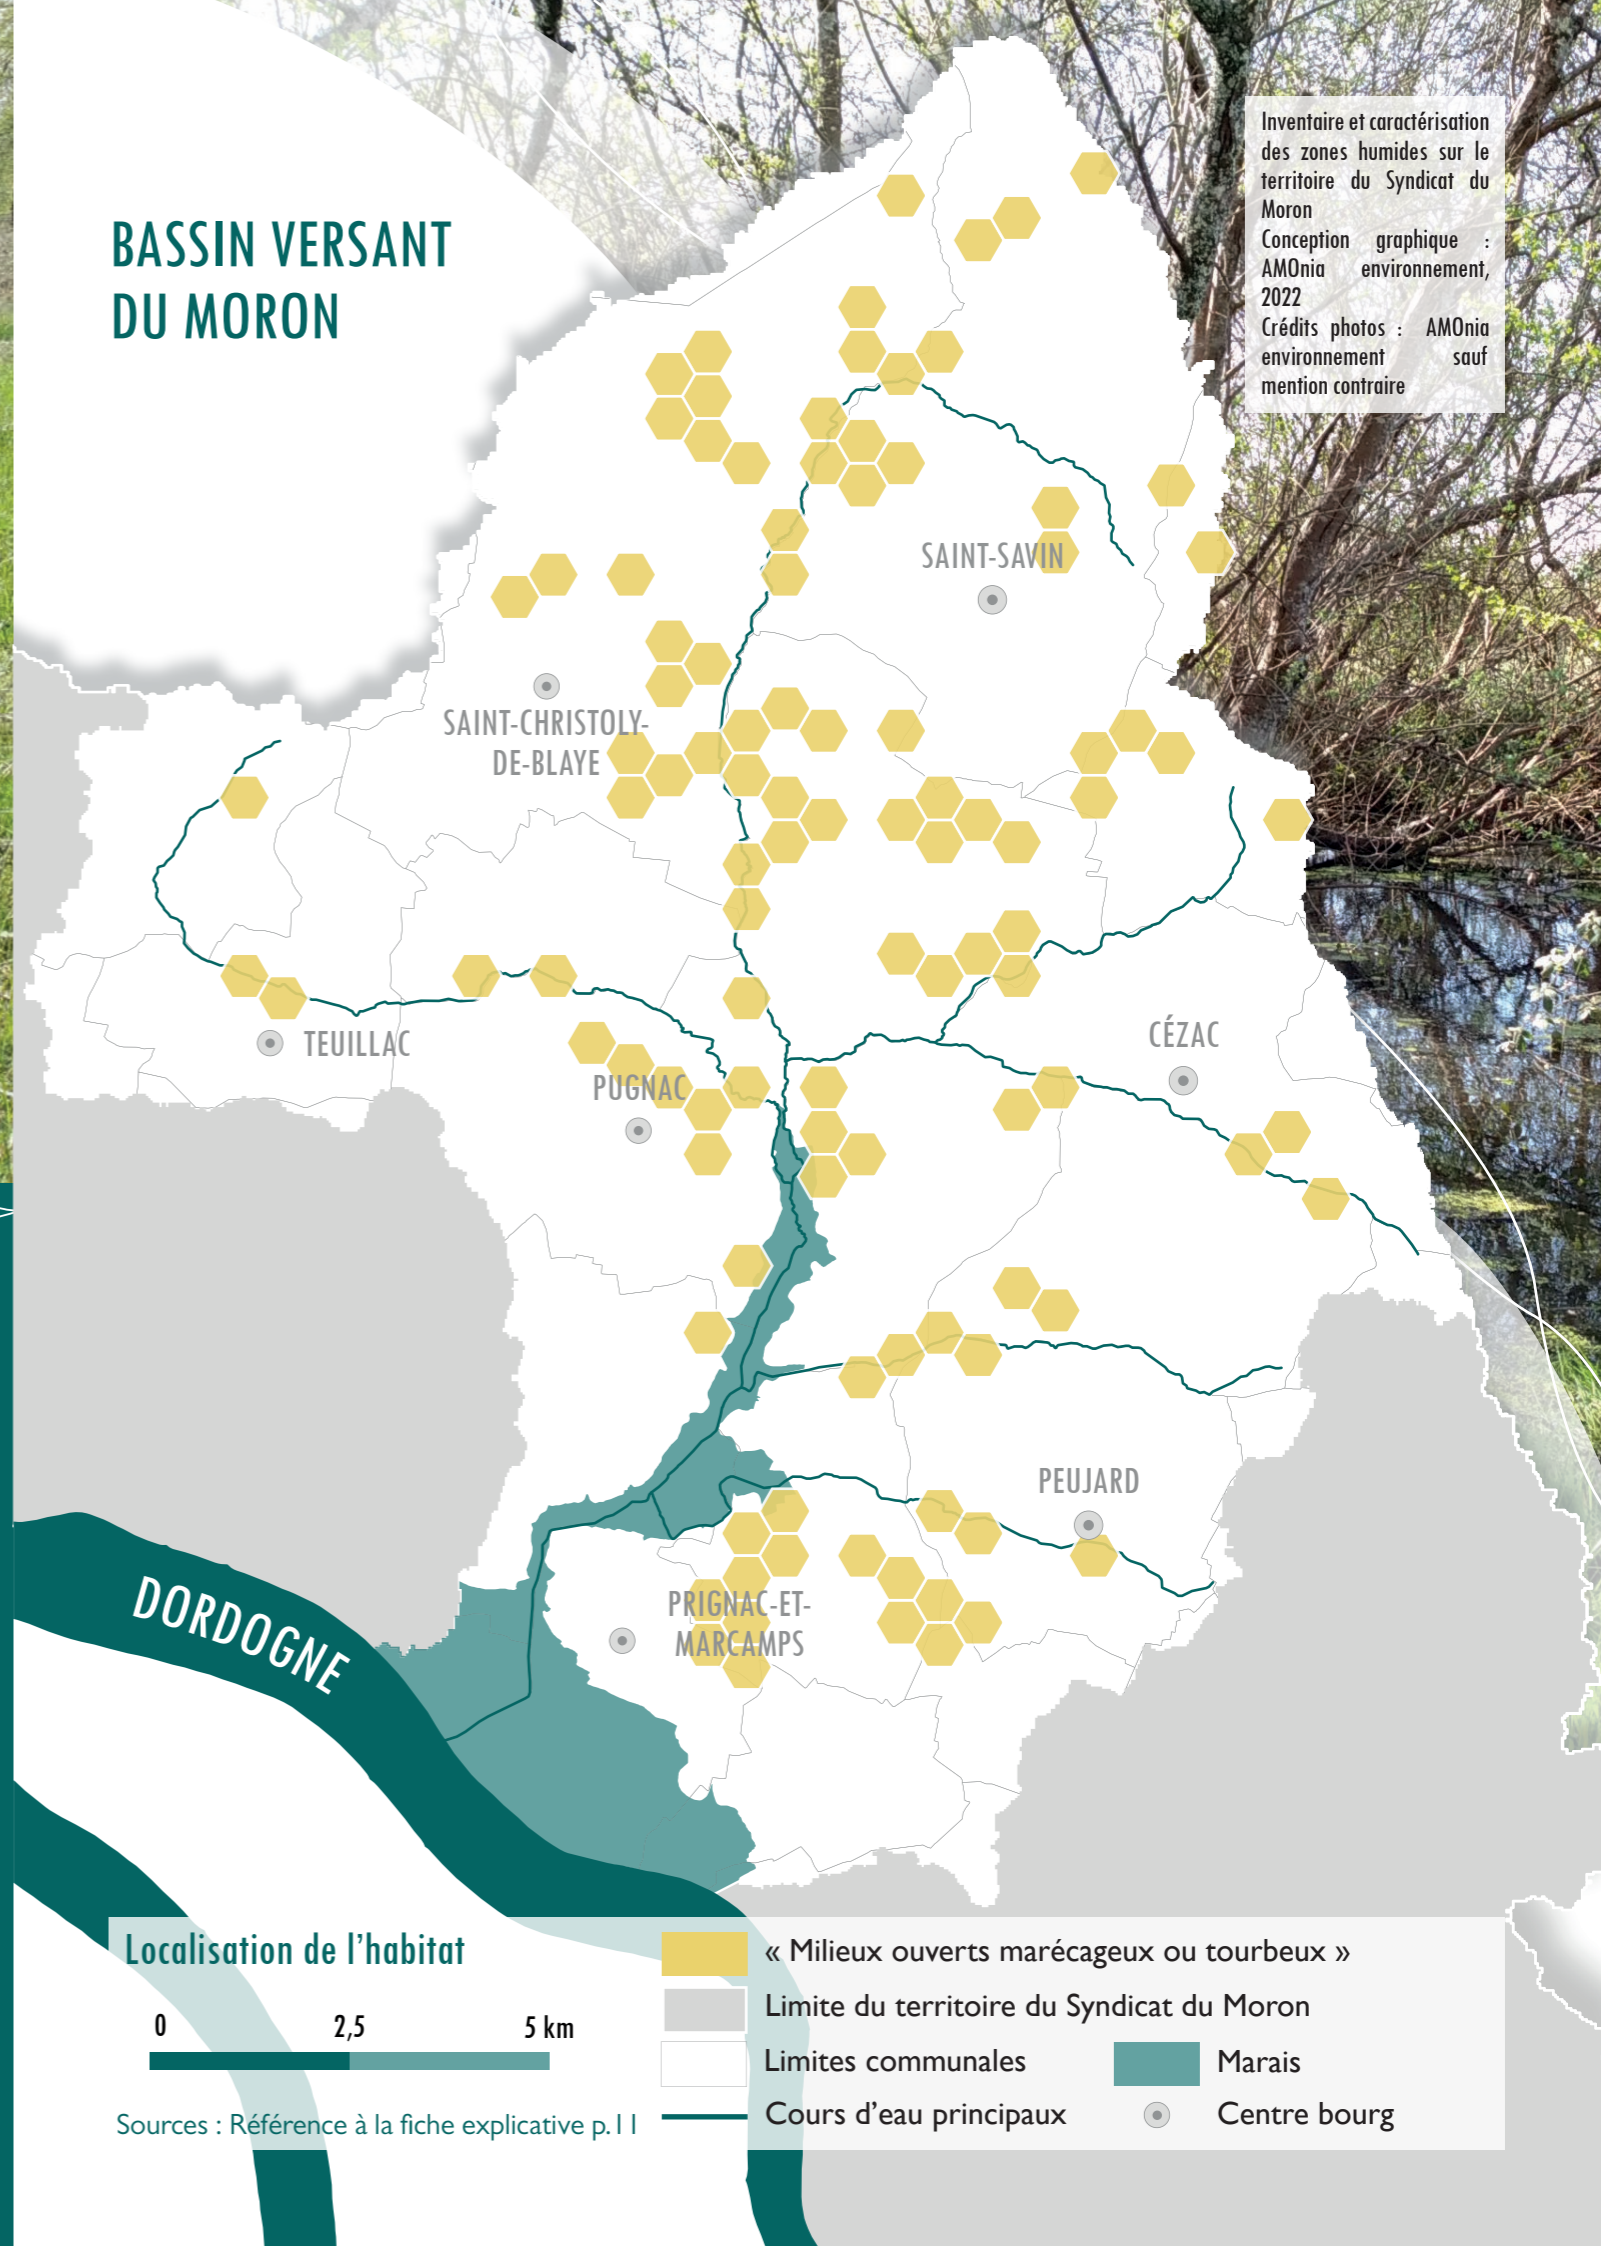 BASSIN VERSANT
DU MORON
Inventaire et caractérisation
des zones humides sur le
territoire du Syndicat du
Moron
Conception graphique :
AMOnia environnement,
2022
Crédits photos : AMOnia
environnement sauf
mention contraire
SAINT-SAVIN
SAINT-CHRISTOLY-
DE-BLAYE
TEUILLAC
CÉZAC
PUGNAC
PEUJARD
PRIGNAC-ET-
MARCAMPS
DORDOGNE
Localisation de l'habitat
0 2,5 5 km
Sources : Référence à la fiche explicative p.11
« Milieux ouverts marécageux ou tourbeux »
Limite du territoire du Syndicat du Moron
Limites communales
Marais
Cours d'eau principaux
Centre bourg